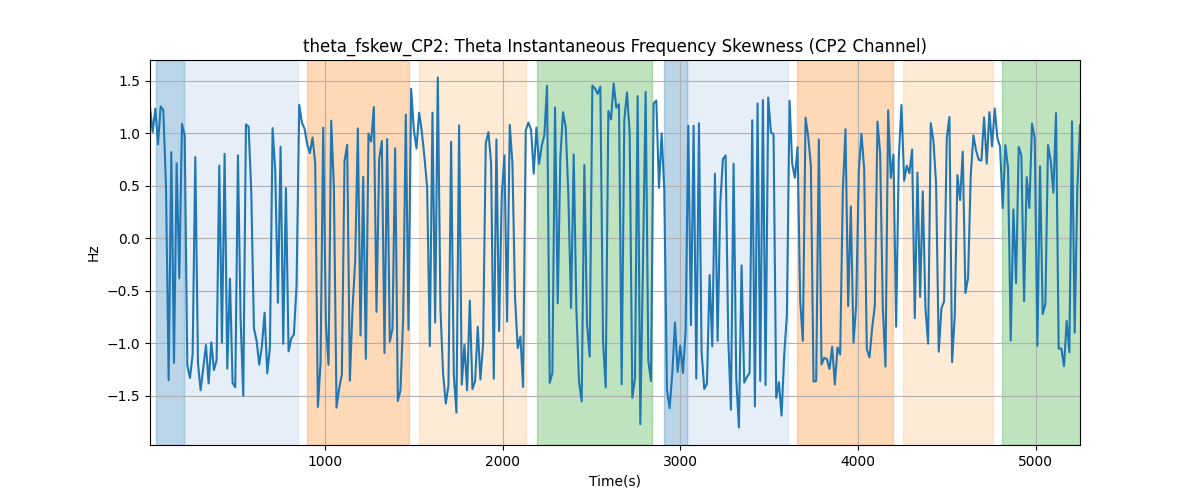 theta_fskew_CP2: Theta Instantaneous Frequency Skewness (CP2 Channel)
1.5
1.0
0.5
0.0
−0.5
−1.0
−1.5
Hz
1000 2000 3000 4000 5000
Time(s)